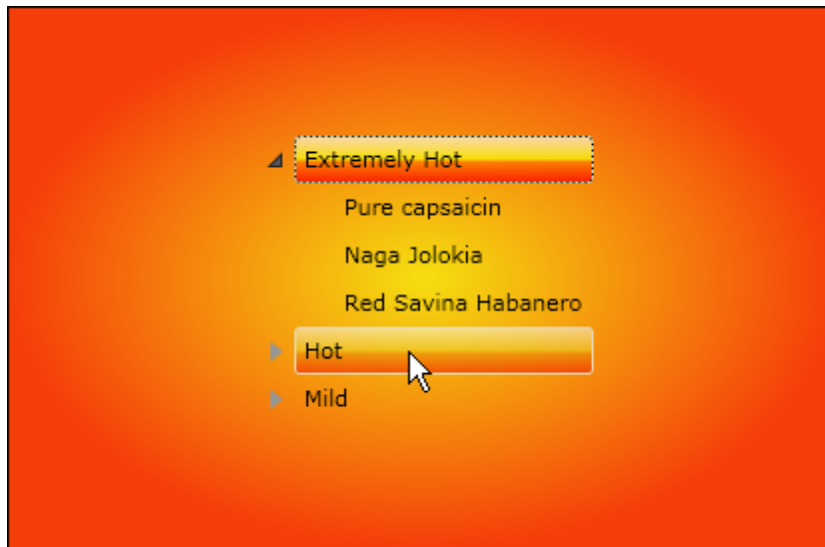 Extremely Hot
Pure capsaicin
Naga Jolokia
Red Savina Habanero
Hot
Mild